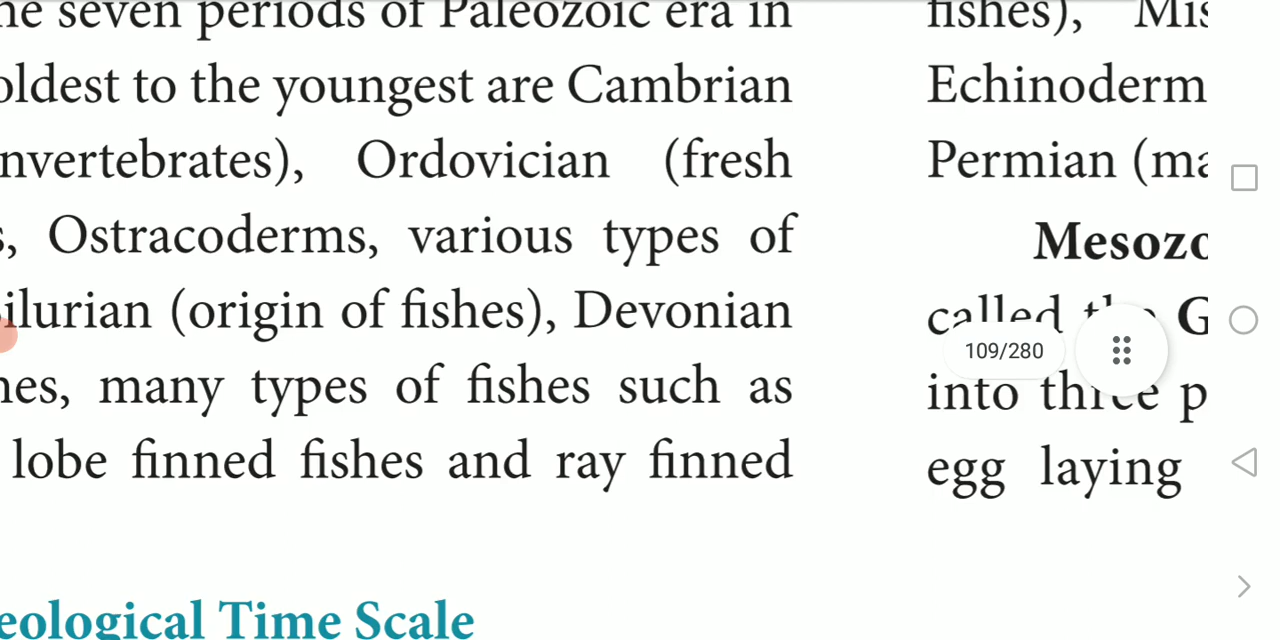 he seven periods of Paleozoic era in
oldest to the youngest are Cambrian
nvertebrates), Ordovician (fresh
s, Ostracoderms, various types of
ilurian (origin of fishes), Devonian
nes, many types of fishes such as
lobe finned fishes and ray finned
eological Time Scale
fishes), Mis
Echinoderm
Permian (ma
Mesozo
called the G
into three p
egg laying
109/280